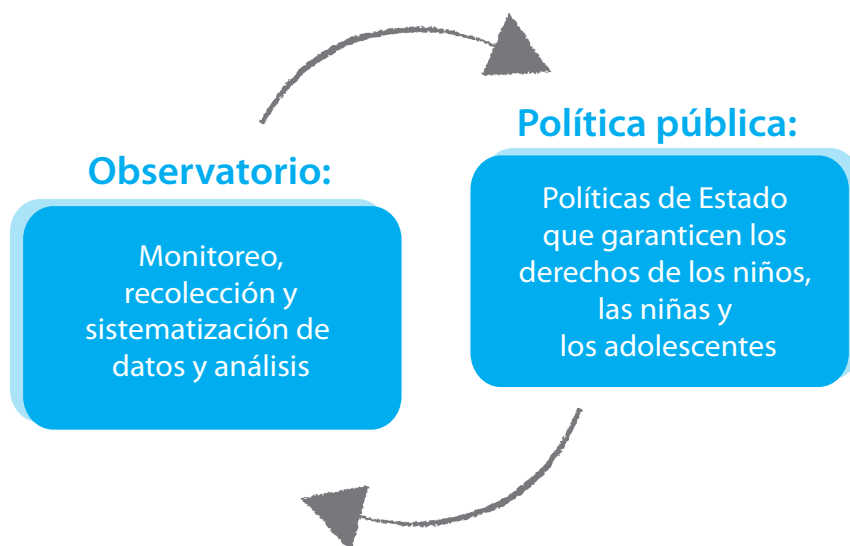 Observatorio:
Monitoreo,
recolección y
sistematización de
datos y análisis
Política pública:
Políticas de Estado
que garanticen los
derechos de los niños,
las niñas y
los adolescentes